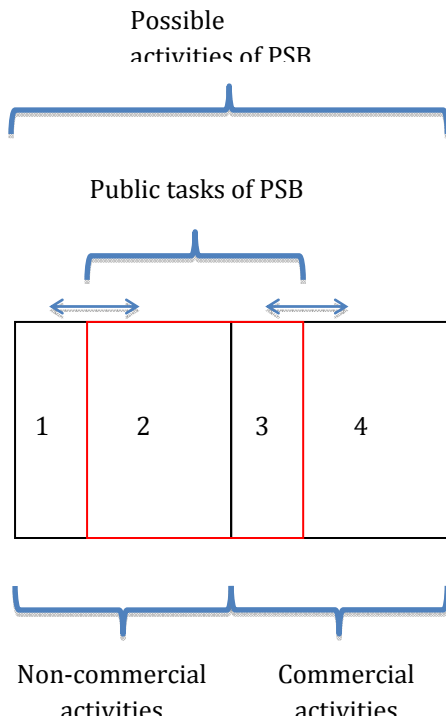 Possible
activities of PSB
Public tasks of PSB
1 2 3 4
Non-commercial Commercial
activities activities